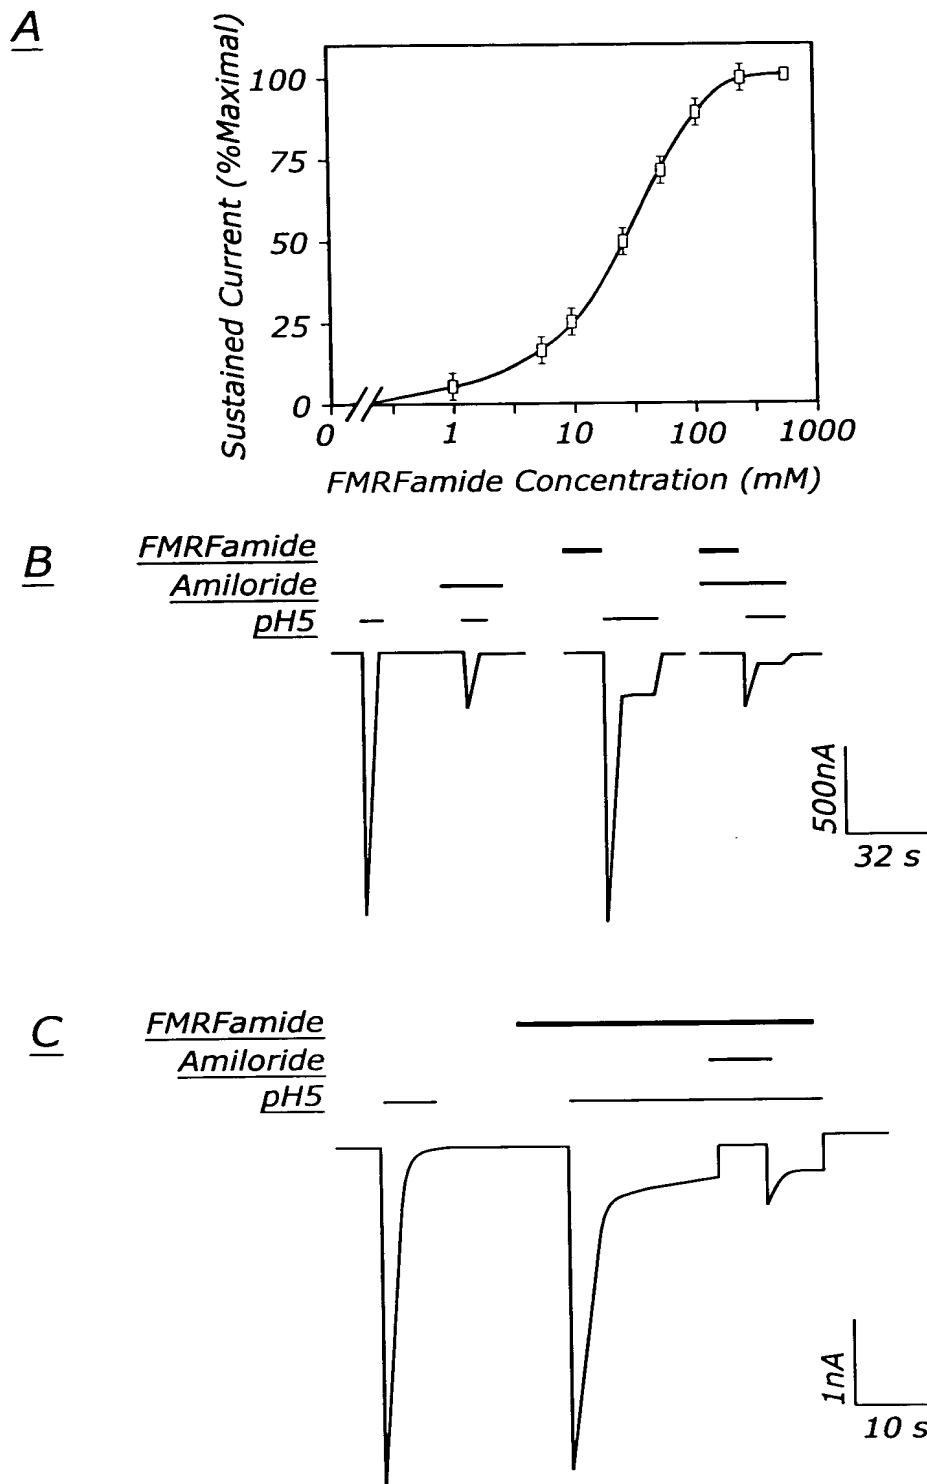 A
Sustained Current (%Maximal)
100
75
50
25
0
0 1 10 100 1000
FMRFamide Concentration (mM)
B
FMRFamide
Amiloride
pH5
500nA
32 s
C
FMRFamide
Amiloride
pH5
1nA
10 s